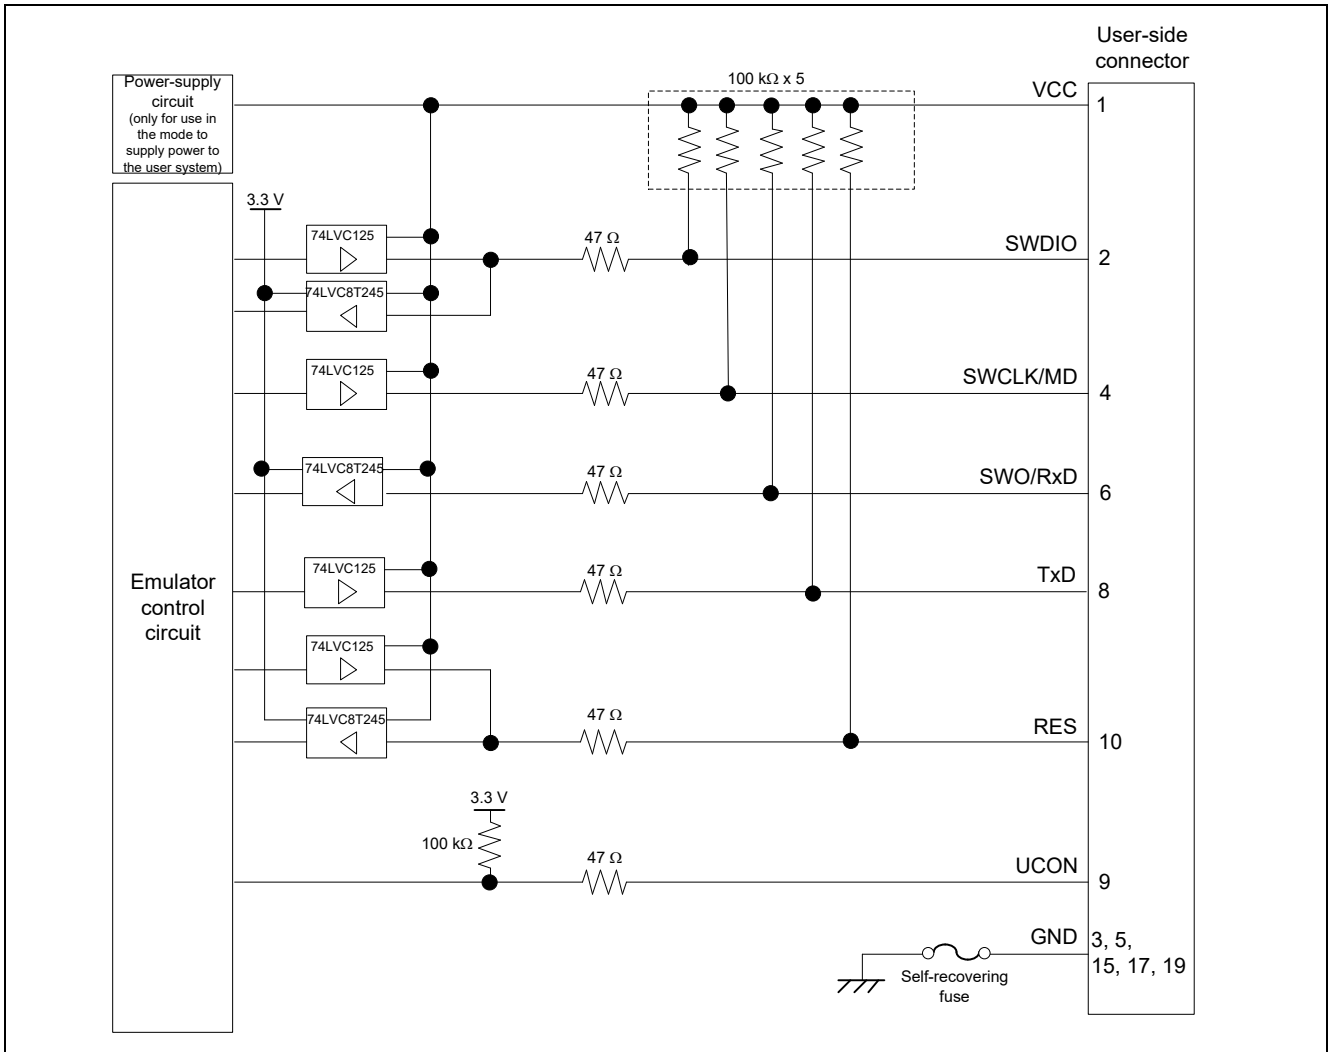 User-side
connector
Power-supply
circuit
(only for use in
the mode to
supply power to
the user system)
100 kΩ x 5
VCC
1
3.3 V
74LVC125
47 Ω
SWDIO
2
74LVC8T245
74LVC125
47 Ω
SWCLK/MD
4
74LVC8T245
47 Ω
SWO/RxD
6
Emulator
control
circuit
74LVC125
47 Ω
TxD
8
74LVC125
74LVC8T245
47 Ω
RES
10
3.3 V
100 kΩ
47 Ω
UCON
9
GND
3, 5,
15, 17, 19
Self-recovering
fuse